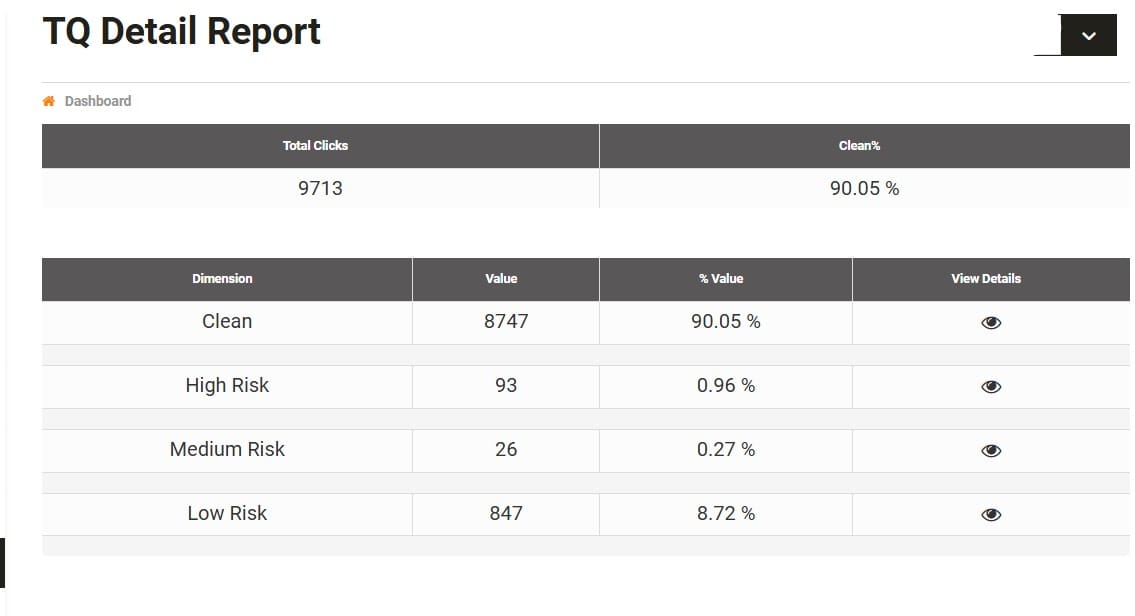 TQ Detail Report
Dashboard
Total Clicks Clean%
9713 90.05 %
Dimension Value % Value View Details
Clean 8747 90.05 %
High Risk 93 0.96 %
Medium Risk 26 0.27 %
Low Risk 847 8.72 %